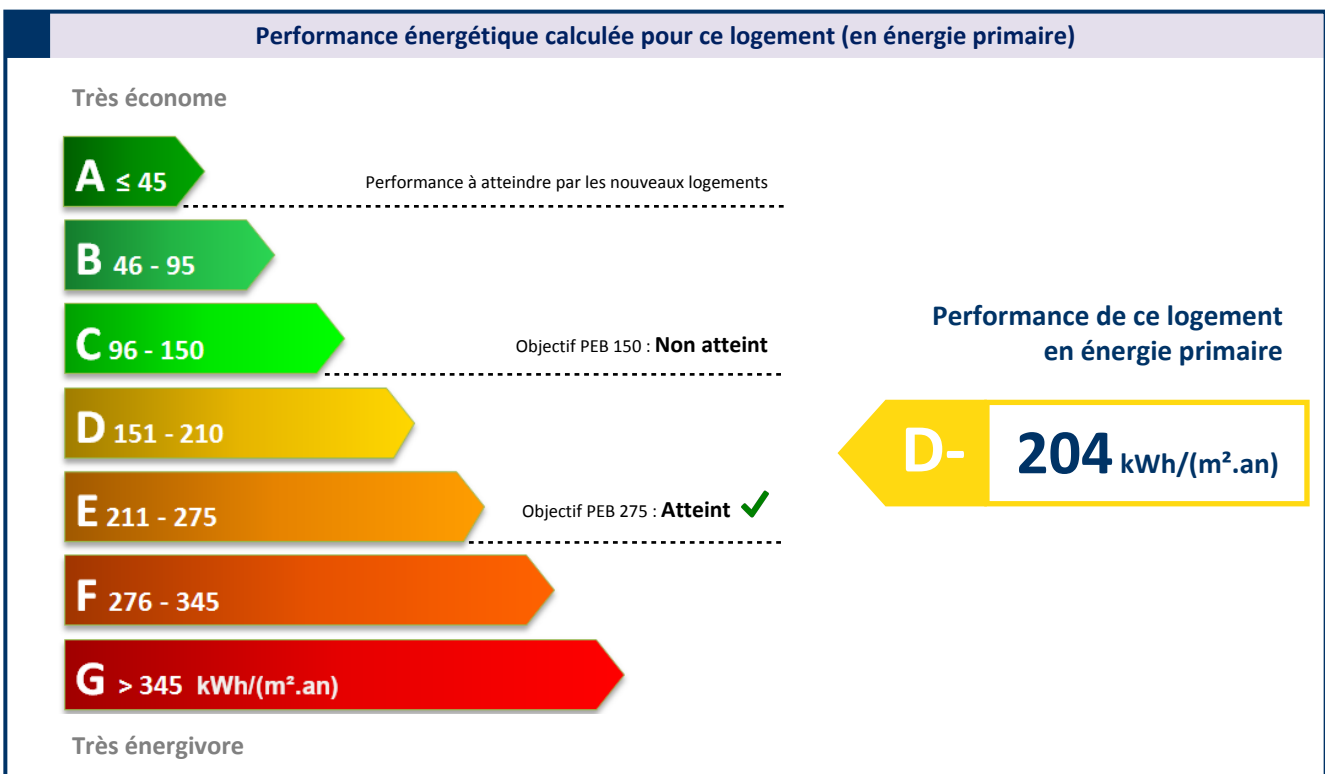 Performance énergétique calculée pour ce logement (en énergie primaire)
Très économe
A ≤ 45
Performance à atteindre par les nouveaux logements
B 46 - 95
C 96 - 150
Objectif PEB 150 : Non atteint
Performance de ce logement
en énergie primaire
D 151 - 210
D- 204 kWh/(m².an)
E 211 - 275
Objectif PEB 275 : Atteint ✓
F 276 - 345
G > 345 kWh/(m².an)
Très énergivore